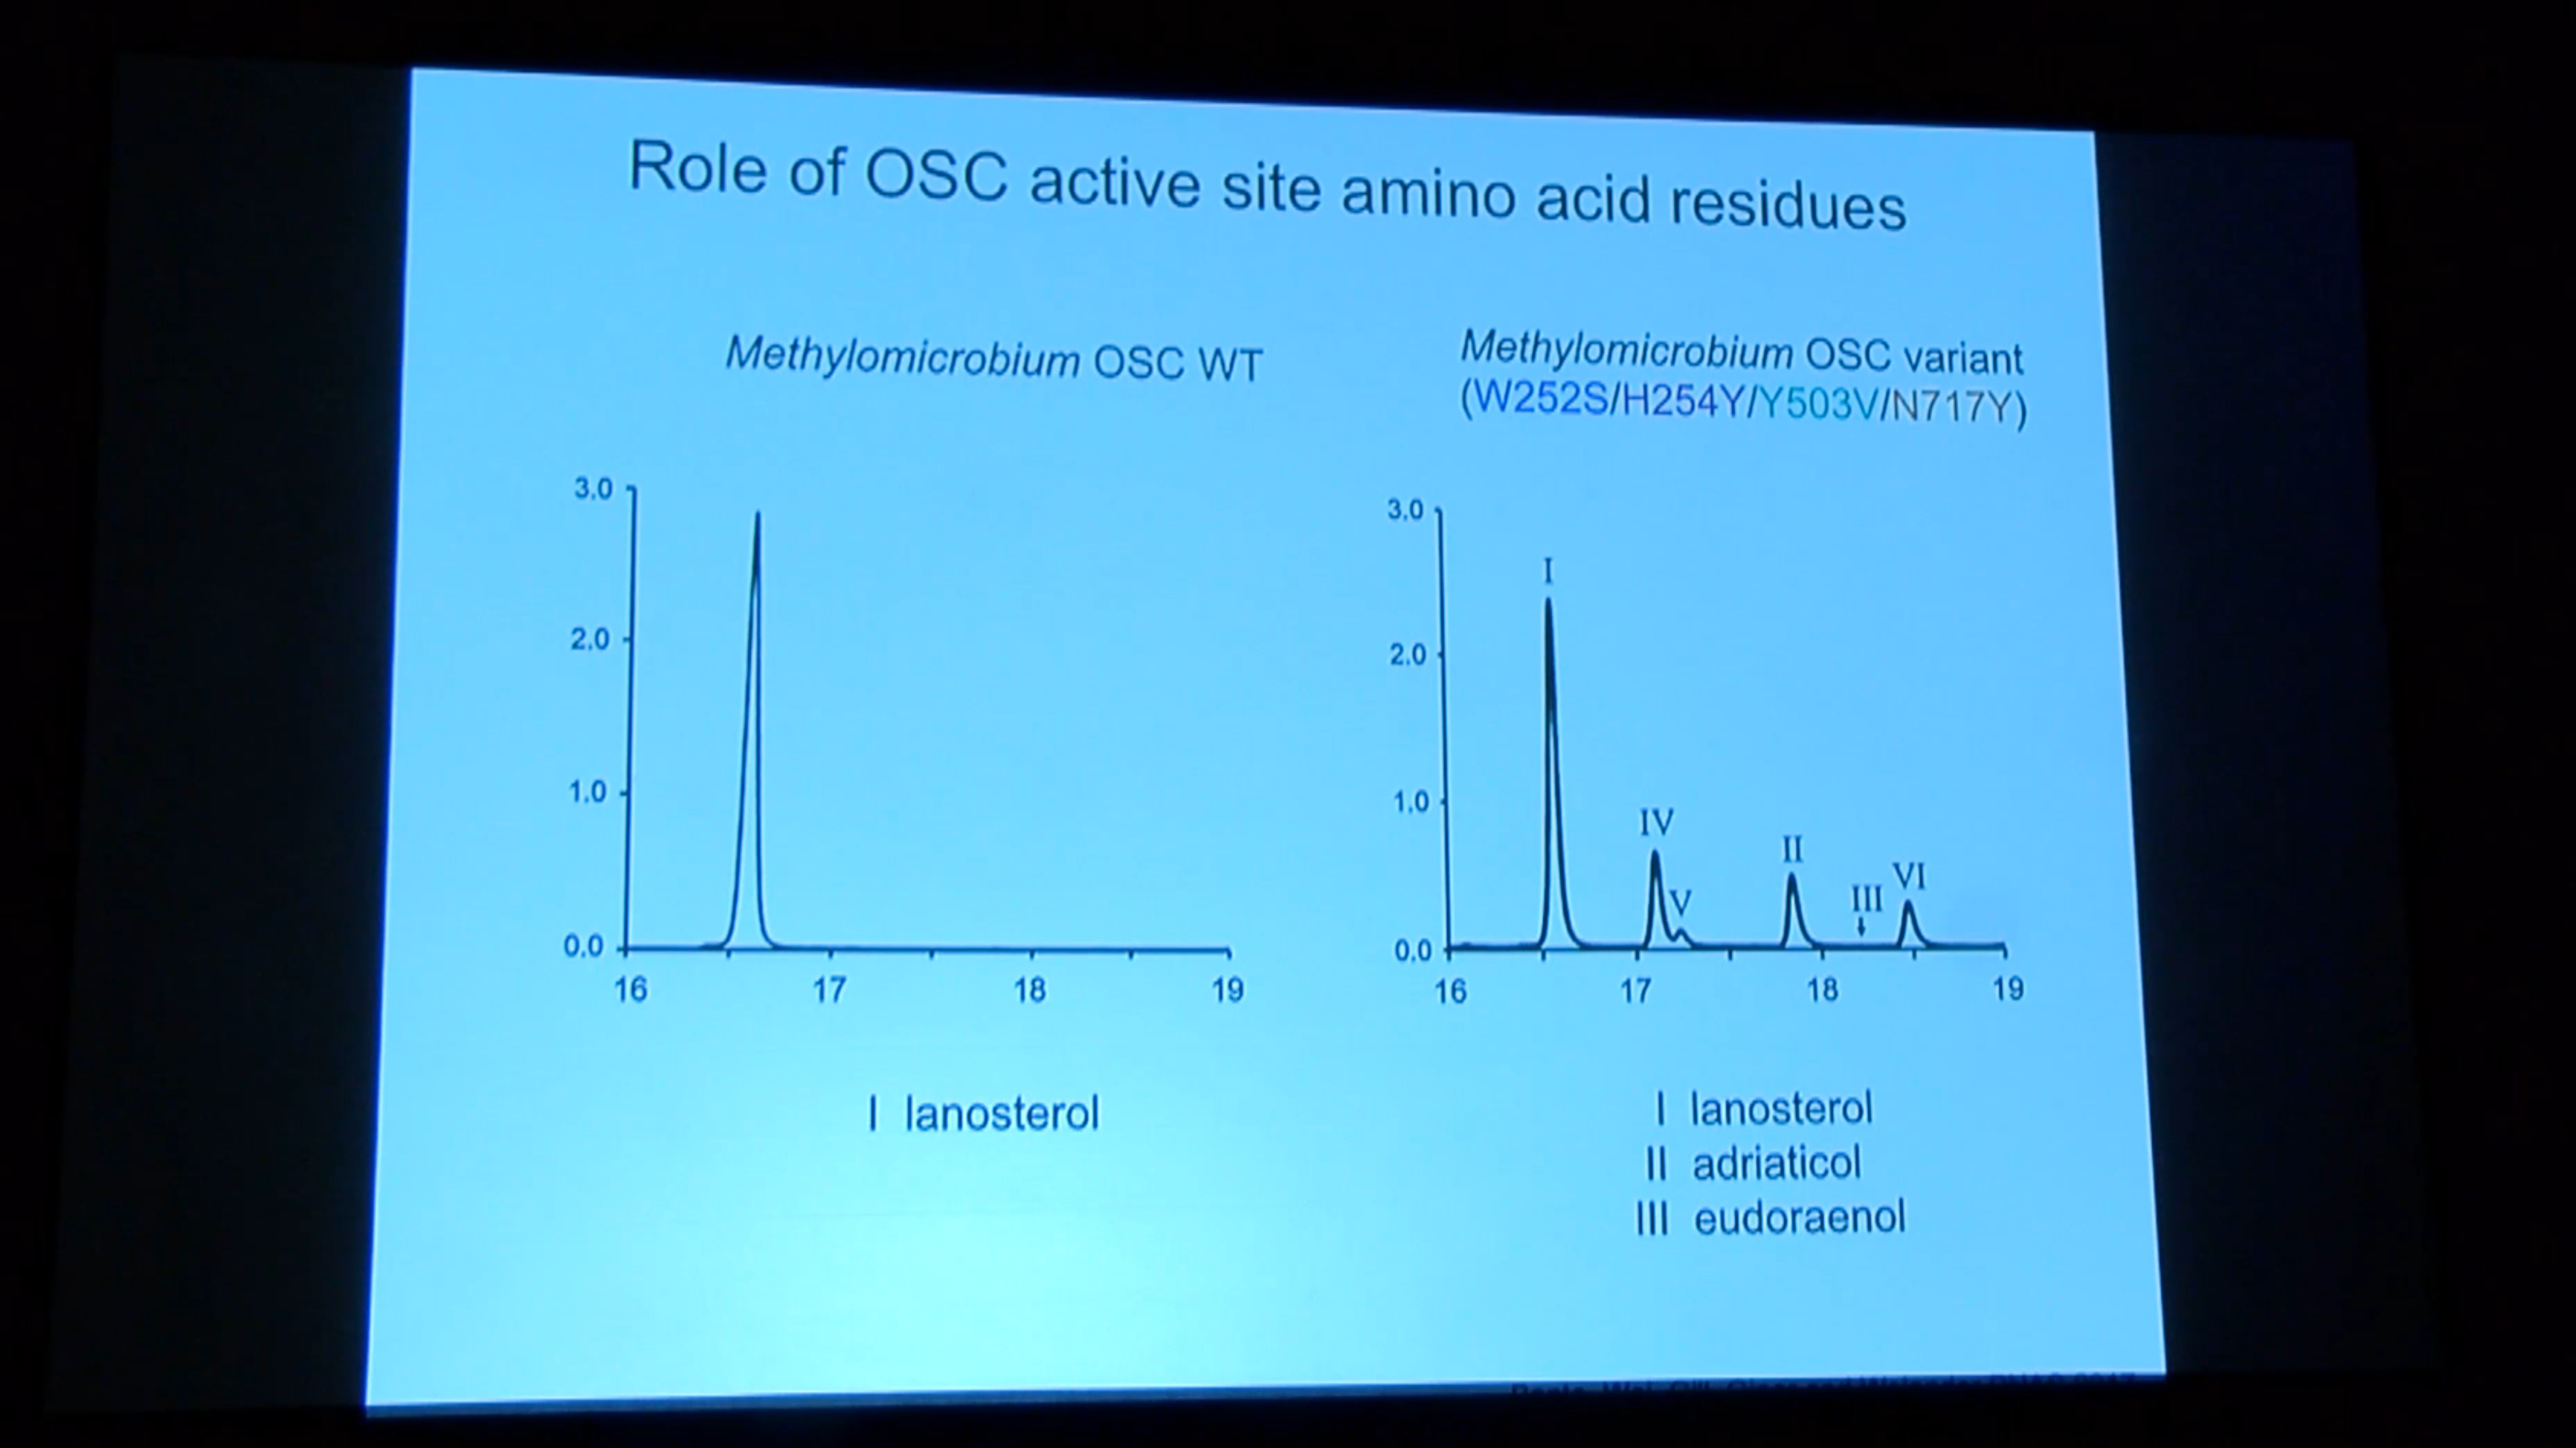 Role of OSC active site amino acid residues
Methylomicrobium OSC WT
3.0
2.0
1.0
0.0
16 17 18 19
I lanosterol
Methylomicrobium OSC variant
(W252S/H254Y/Y503V/N717Y)
3.0
2.0
1.0
0.0
I
IV
V
II
III
VI
16 17 18 19
I lanosterol
II adriaticol
III eudoraenol